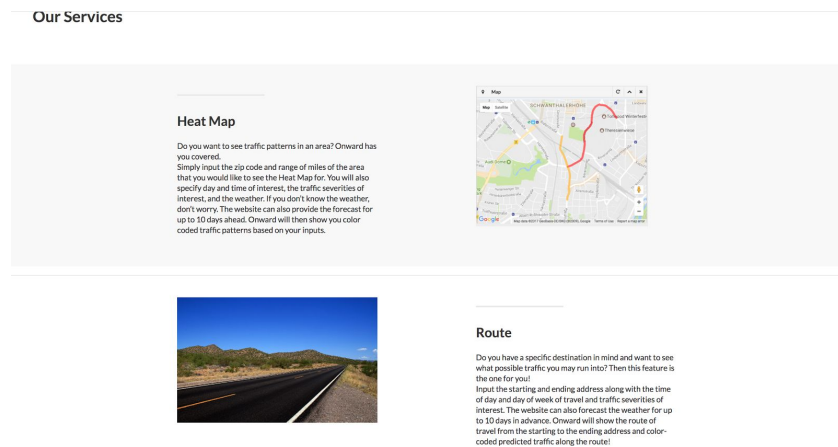 Our Services
Heat Map
Do you want to see traffic patterns in an area? Onward has
you covered.
Simply input the zip code and range of miles of the area
that you would like to see the Heat Map for. You will also
specify day and time of interest, the traffic severities of
interest, and the weather. If you don't know the weather,
don't worry. The website can also provide the forecast for
up to 10 days ahead. Onward will then show you color
coded traffic patterns based on your inputs.
Map
Map Satellite
SCHWANTHALERHÖHE
Theresienwiese
Google
Terms of use Report a map error
Route
Do you have a specific destination in mind and want to see
what possible traffic you may run into? Then this feature is
the one for you!
Input the starting and ending address along with the time
of day and day of week of travel and traffic severities of
interest. The website can also forecast the weather for up
to 10 days in advance. Onward will show the route of
travel from the starting to the ending address and color-
coded predicted traffic along the route!